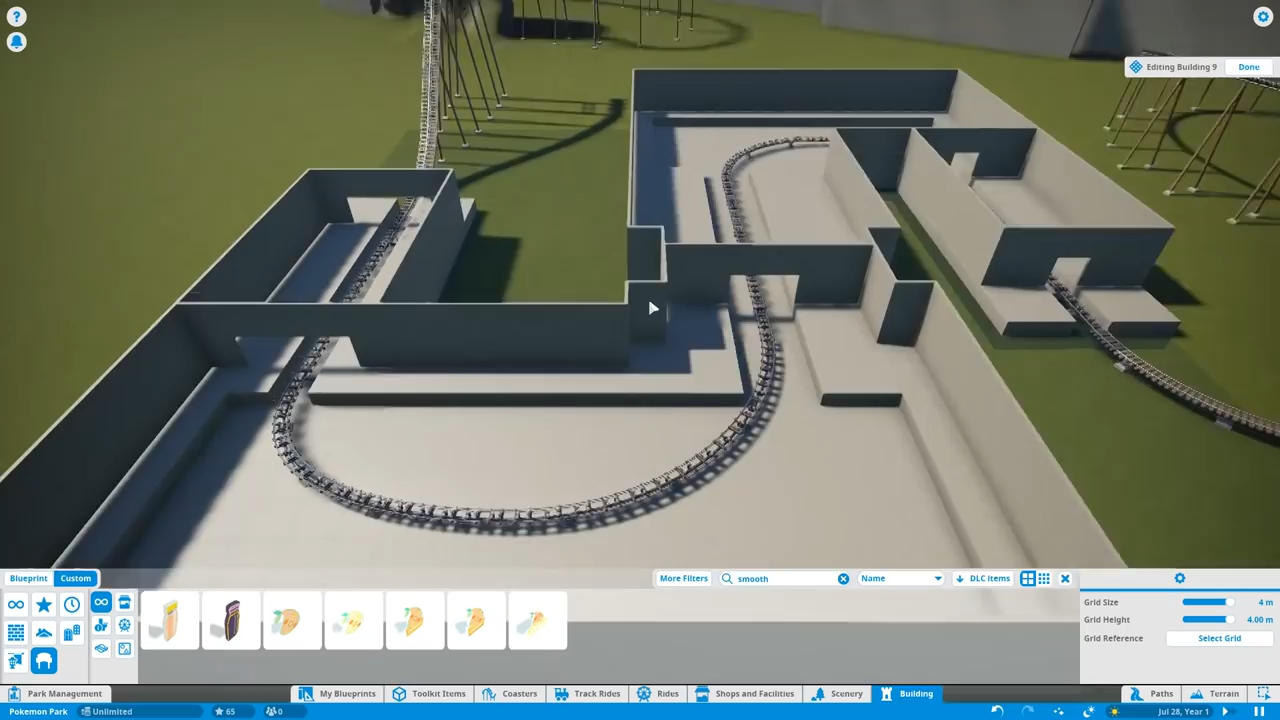 ?
Editing Building 9 Done
Blueprint Custom
More Filters smooth Name DLC Items
Grid Size 4 m
Grid Height 4.00 m
Grid Reference Select Grid
Park Management My Blueprints Toolkit Items Coasters Track Rides Rides Shops and Facilities Scenery Building Paths Terrain
Pokemon Park Unlimited 65 0 Jul 28, Year 1